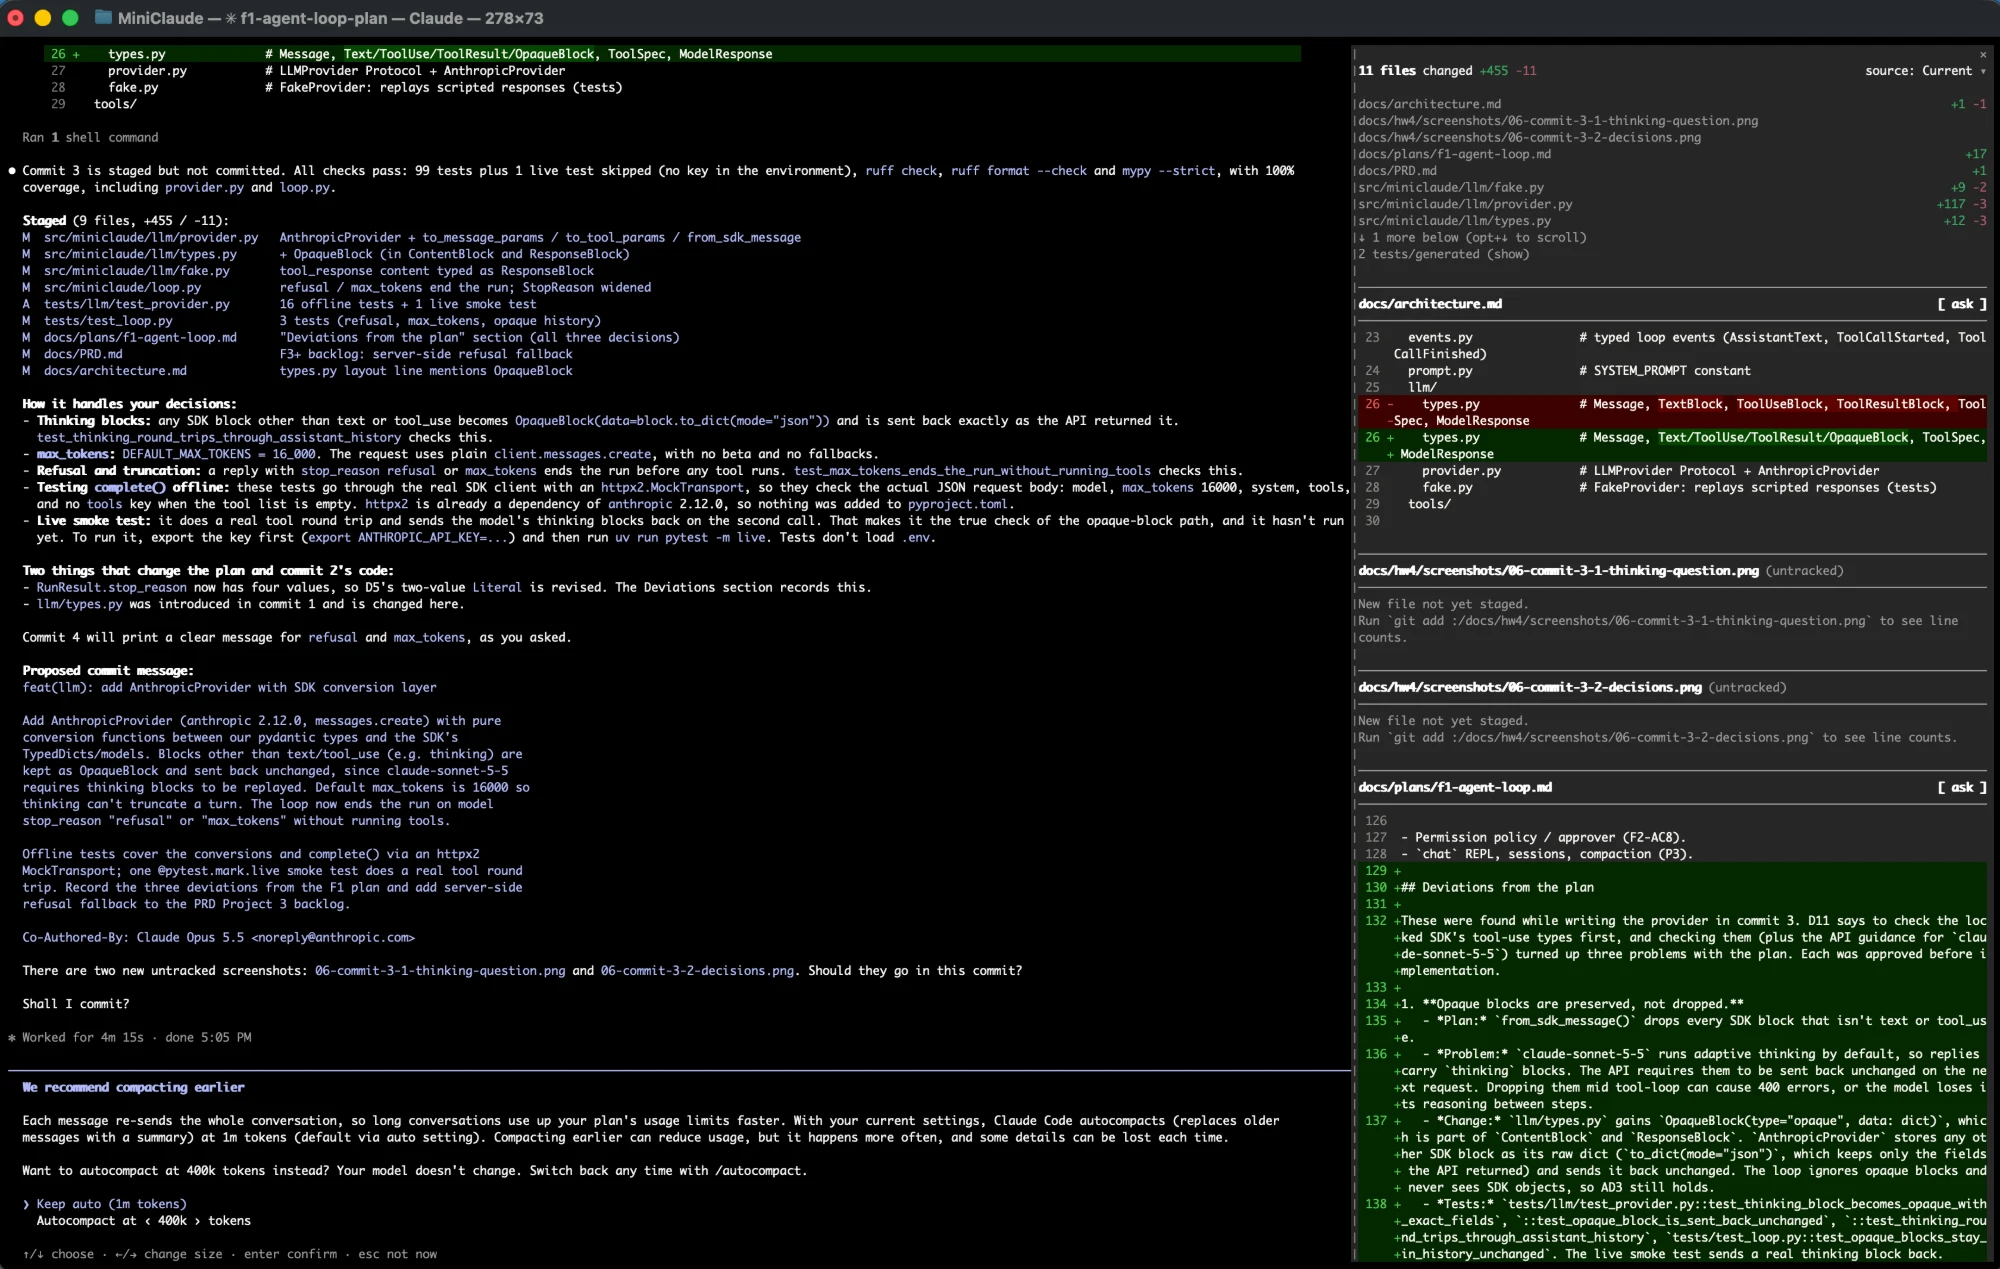 MiniClaude — ✳ f1-agent-loop-plan — Claude — 278×73
26 +    types.py              # Message, Text/ToolUse/ToolResult/OpaqueBlock, ToolSpec, ModelResponse
27      provider.py           # LLMProvider Protocol + AnthropicProvider
28      fake.py               # FakeProvider: replays scripted responses (tests)
29    tools/
Ran 1 shell command
● Commit 3 is staged but not committed. All checks pass: 99 tests plus 1 live test skipped (no key in the environment), ruff check, ruff format --check and mypy --strict, with 100%
coverage, including provider.py and loop.py.
Staged (9 files, +455 / -11):
M  src/miniclaude/llm/provider.py   AnthropicProvider + to_message_params / to_tool_params / from_sdk_message
M  src/miniclaude/llm/types.py      + OpaqueBlock (in ContentBlock and ResponseBlock)
M  src/miniclaude/llm/fake.py       tool_response content typed as ResponseBlock
M  src/miniclaude/loop.py           refusal / max_tokens end the run; StopReason widened
A  tests/llm/test_provider.py       16 offline tests + 1 live smoke test
M  tests/test_loop.py               3 tests (refusal, max_tokens, opaque history)
M  docs/plans/f1-agent-loop.md      "Deviations from the plan" section (all three decisions)
M  docs/PRD.md                      F3+ backlog: server-side refusal fallback
M  docs/architecture.md             types.py layout line mentions OpaqueBlock
How it handles your decisions:
- Thinking blocks: any SDK block other than text or tool_use becomes OpaqueBlock(data=block.to_dict(mode="json")) and is sent back exactly as the API returned it.
test_thinking_round_trips_through_assistant_history checks this.
- max_tokens: DEFAULT_MAX_TOKENS = 16_000. The request uses plain client.messages.create, with no beta and no fallbacks.
- Refusal and truncation: a reply with stop_reason refusal or max_tokens ends the run before any tool runs. test_max_tokens_ends_the_run_without_running_tools checks this.
- Testing complete() offline: these tests go through the real SDK client with an httpx2.MockTransport, so they check the actual JSON request body: model, max_tokens 16000, system, tools,
and no tools key when the tool list is empty. httpx2 is already a dependency of anthropic 2.12.0, so nothing was added to pyproject.toml.
- Live smoke test: it does a real tool round trip and sends the model's thinking blocks back on the second call. That makes it the true check of the opaque-block path, and it hasn't run
yet. To run it, export the key first (export ANTHROPIC_API_KEY=...) and then run uv run pytest -m live. Tests don't load .env.
Two things that change the plan and commit 2's code:
- RunResult.stop_reason now has four values, so D5's two-value Literal is revised. The Deviations section records this.
- llm/types.py was introduced in commit 1 and is changed here.
Commit 4 will print a clear message for refusal and max_tokens, as you asked.
Proposed commit message:
feat(llm): add AnthropicProvider with SDK conversion layer
Add AnthropicProvider (anthropic 2.12.0, messages.create) with pure
conversion functions between our pydantic types and the SDK's
TypedDicts/models. Blocks other than text/tool_use (e.g. thinking) are
kept as OpaqueBlock and sent back unchanged, since claude-sonnet-5-5
requires thinking blocks to be replayed. Default max_tokens is 16000 so
thinking can't truncate a turn. The loop now ends the run on model
stop_reason "refusal" or "max_tokens" without running tools.
Offline tests cover the conversions and complete() via an httpx2
MockTransport; one @pytest.mark.live smoke test does a real tool round
trip. Record the three deviations from the F1 plan and add server-side
refusal fallback to the PRD Project 3 backlog.
Co-Authored-By: Claude Opus 5.5 <noreply@anthropic.com>
There are two new untracked screenshots: 06-commit-3-1-thinking-question.png and 06-commit-3-2-decisions.png. Should they go in this commit?
Shall I commit?
✻ Worked for 4m 15s · done 5:05 PM
We recommend compacting earlier
Each message re-sends the whole conversation, so long conversations use up your plan's usage limits faster. With your current settings, Claude Code autocompacts (replaces older
messages with a summary) at 1m tokens (default via auto setting). Compacting earlier can reduce usage, but it happens more often, and some details can be lost each time.
Want to autocompact at 400k tokens instead? Your model doesn't change. Switch back any time with /autocompact.
❯ Keep auto (1m tokens)
Autocompact at ‹ 400k › tokens
↑/↓ choose · ←/→ change size · enter confirm · esc not now
×
11 files changed +455 -11    source: Current ▾
docs/architecture.md    +1 -1
docs/hw4/screenshots/06-commit-3-1-thinking-question.png
docs/hw4/screenshots/06-commit-3-2-decisions.png
docs/plans/f1-agent-loop.md    +17
docs/PRD.md    +1
src/miniclaude/llm/fake.py    +9 -2
src/miniclaude/llm/provider.py    +117 -3
src/miniclaude/llm/types.py    +12 -3
↓ 1 more below (opt+↓ to scroll)
2 tests/generated (show)
docs/architecture.md    [ ask ]
23    events.py               # typed loop events (AssistantText, ToolCallStarted, Tool
CallFinished)
24    prompt.py               # SYSTEM_PROMPT constant
25    llm/
26 -    types.py              # Message, TextBlock, ToolUseBlock, ToolResultBlock, Tool
-Spec, ModelResponse
26 +    types.py              # Message, Text/ToolUse/ToolResult/OpaqueBlock, ToolSpec,
+ ModelResponse
27      provider.py           # LLMProvider Protocol + AnthropicProvider
28      fake.py               # FakeProvider: replays scripted responses (tests)
29    tools/
30
docs/hw4/screenshots/06-commit-3-1-thinking-question.png (untracked)
New file not yet staged.
Run `git add :/docs/hw4/screenshots/06-commit-3-1-thinking-question.png` to see line
counts.
docs/hw4/screenshots/06-commit-3-2-decisions.png (untracked)
New file not yet staged.
Run `git add :/docs/hw4/screenshots/06-commit-3-2-decisions.png` to see line counts.
docs/plans/f1-agent-loop.md    [ ask ]
126
127  - Permission policy / approver (F2-AC8).
128  - `chat` REPL, sessions, compaction (P3).
129 +
130 +## Deviations from the plan
131 +
132 +These were found while writing the provider in commit 3. D11 says to check the loc
+ked SDK's tool-use types first, and checking them (plus the API guidance for `clau
+de-sonnet-5-5`) turned up three problems with the plan. Each was approved before i
+mplementation.
133 +
134 +1. **Opaque blocks are preserved, not dropped.**
135 +   - *Plan:* `from_sdk_message()` drops every SDK block that isn't text or tool_us
+e.
136 +   - *Problem:* `claude-sonnet-5-5` runs adaptive thinking by default, so replies
+carry `thinking` blocks. The API requires them to be sent back unchanged on the ne
+xt request. Dropping them mid tool-loop can cause 400 errors, or the model loses i
+ts reasoning between steps.
137 +   - *Change:* `llm/types.py` gains `OpaqueBlock(type="opaque", data: dict)`, whic
+h is part of `ContentBlock` and `ResponseBlock`. `AnthropicProvider` stores any ot
+her SDK block as its raw dict (`to_dict(mode="json")`, which keeps only the fields
+ the API returned) and sends it back unchanged. The loop ignores opaque blocks and
+ never sees SDK objects, so AD3 still holds.
138 +   - *Tests:* `tests/llm/test_provider.py::test_thinking_block_becomes_opaque_with
+_exact_fields`, `::test_opaque_block_is_sent_back_unchanged`, `::test_thinking_rou
+nd_trips_through_assistant_history`, `tests/test_loop.py::test_opaque_blocks_stay_
+in_history_unchanged`. The live smoke test sends a real thinking block back.